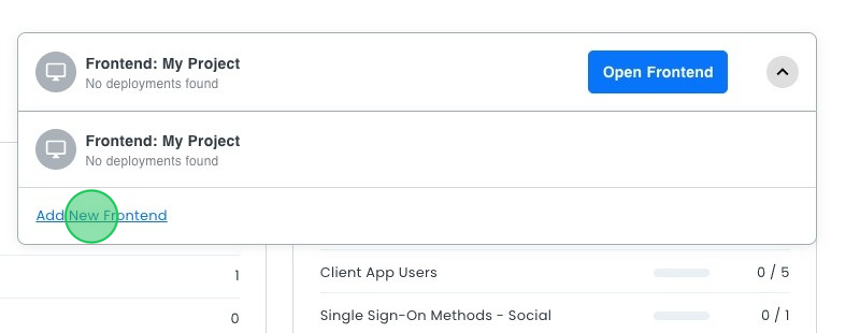 Frontend: My Project
No deployments found
Open Frontend
Frontend: My Project
No deployments found
Add New Frontend
1
Client App Users 0 / 5
0
Single Sign-On Methods - Social 0 / 1